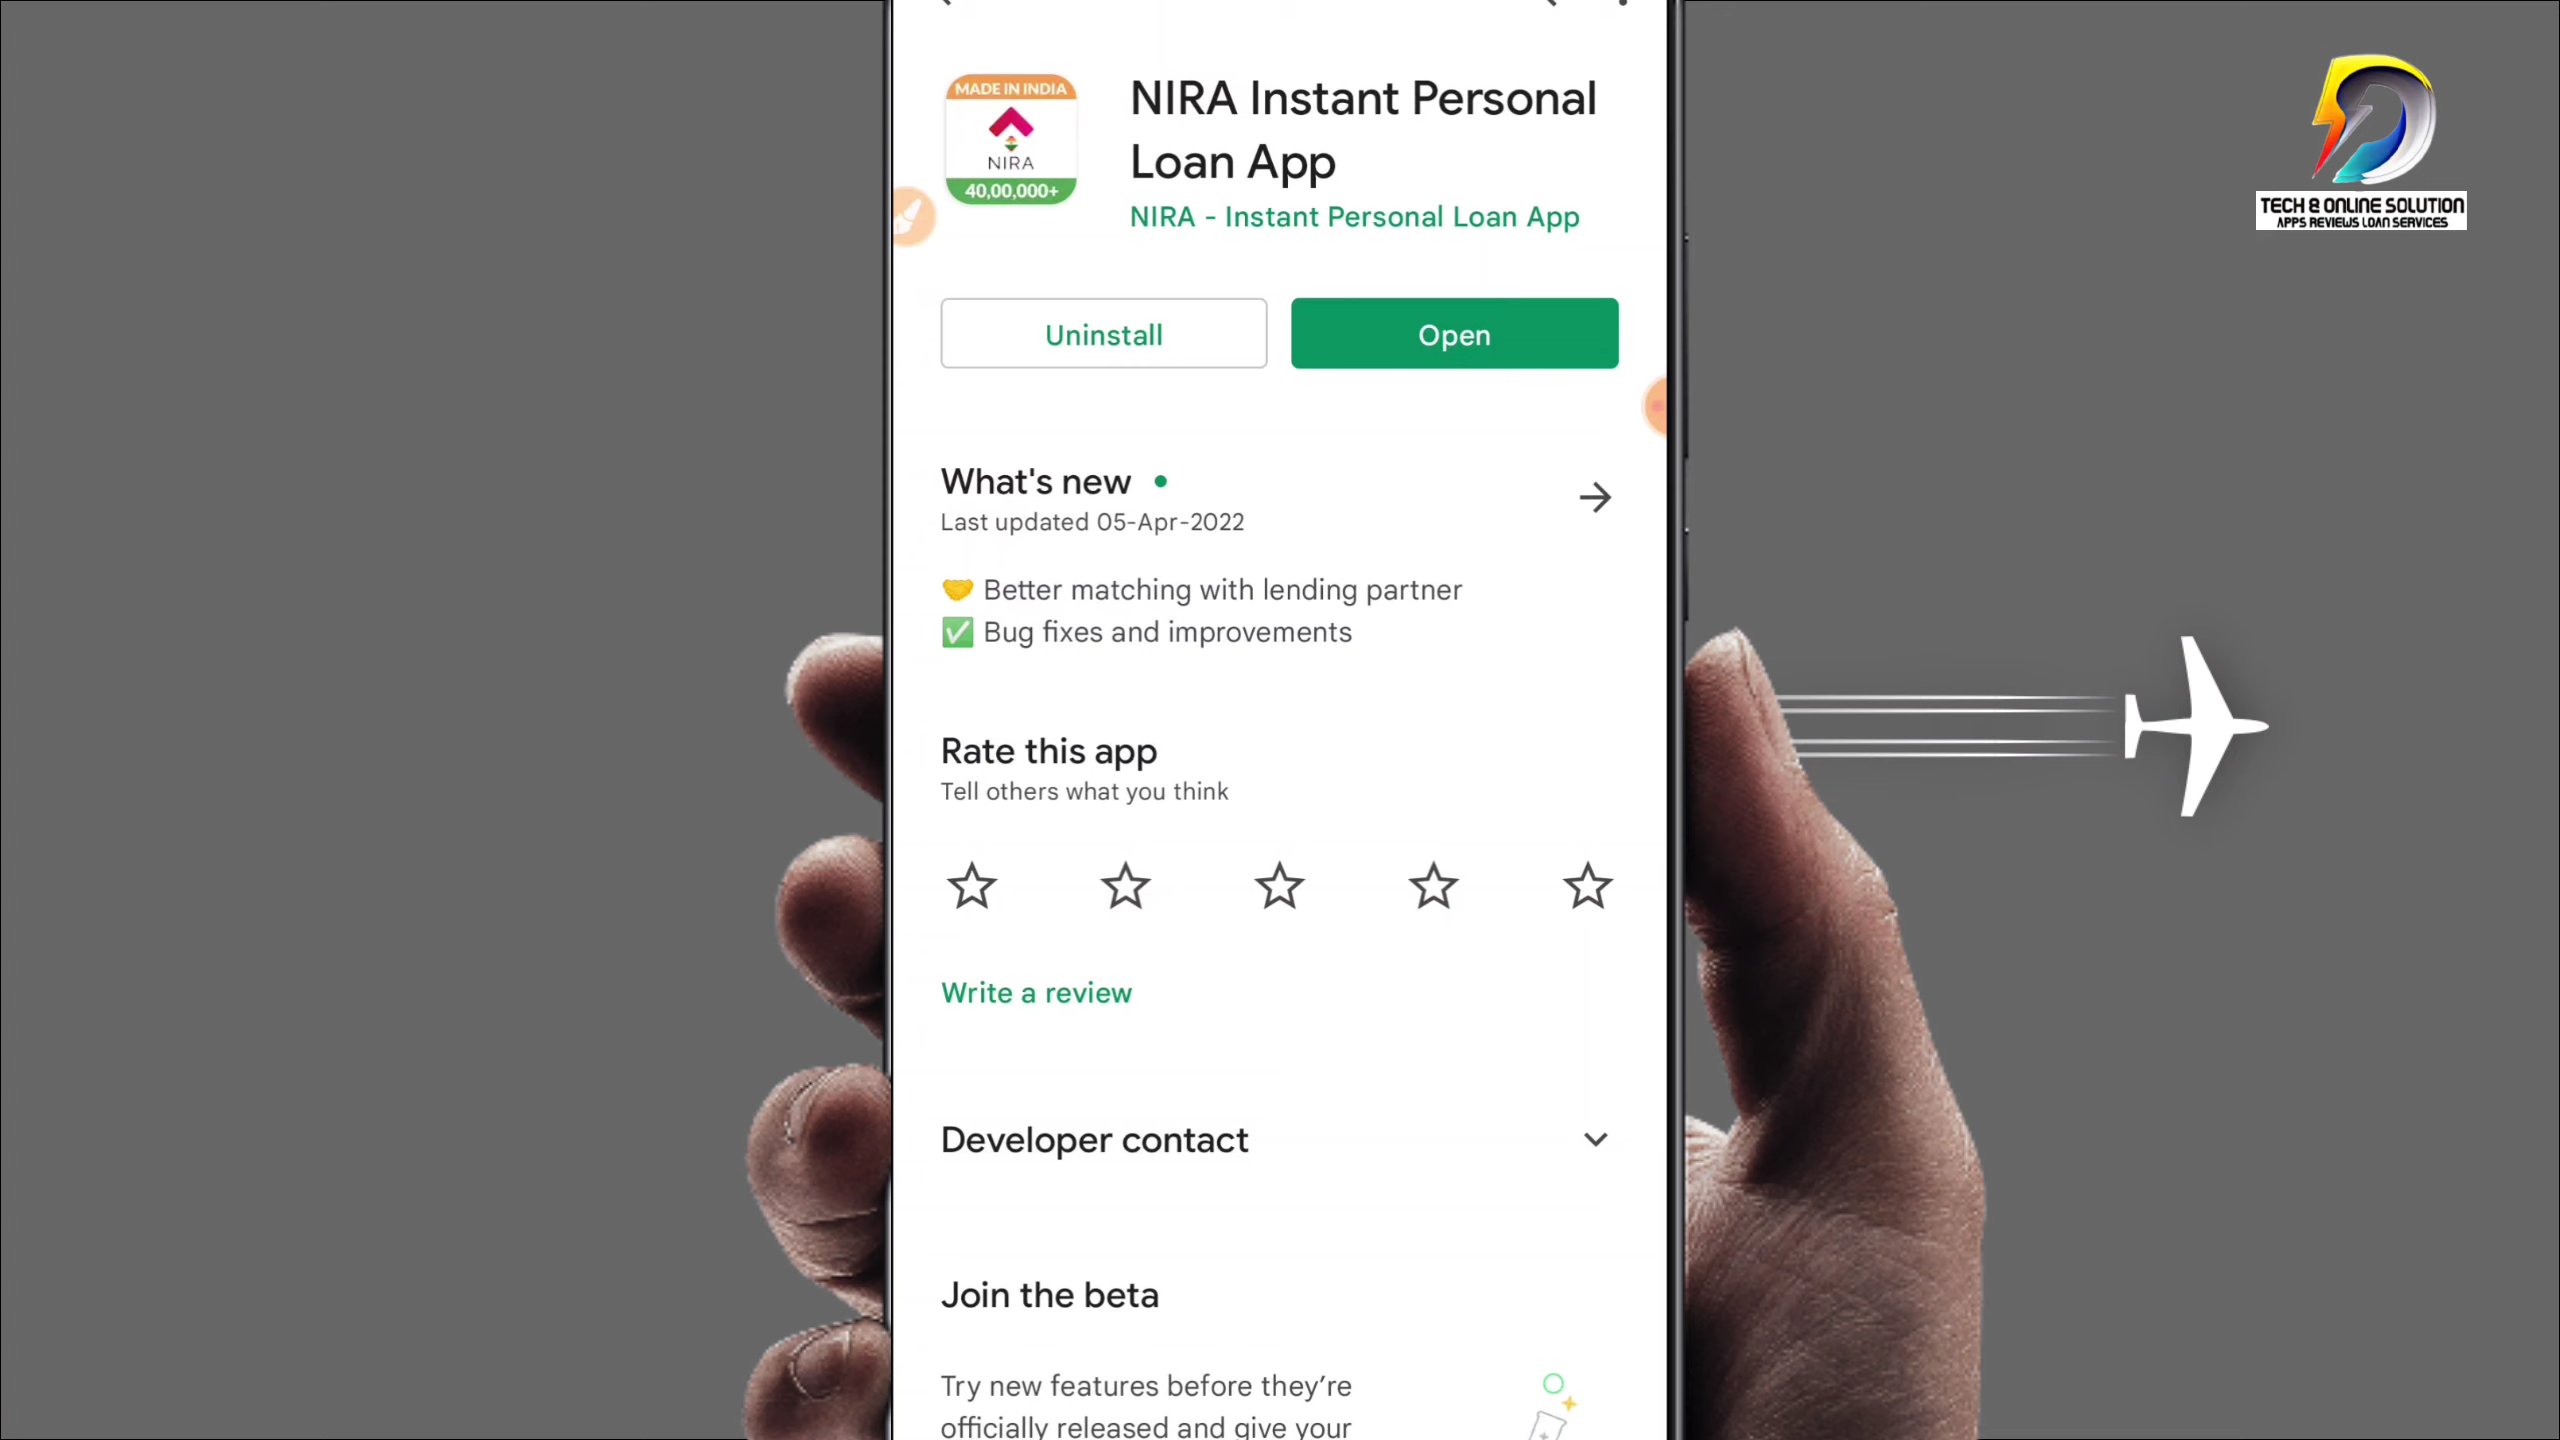 MADE IN INDIA
NIRA
40,00,000+
NIRA Instant Personal
Loan App
NIRA - Instant Personal Loan App
TECH & ONLINE SOLUTION
APPS REVIEWS LOAN SERVICES
Uninstall
Open
What's new
Last updated 05-Apr-2022
🤝 Better matching with lending partner
✅ Bug fixes and improvements
Rate this app
Tell others what you think
Write a review
Developer contact
Join the beta
Try new features before they’re
officially released and give your